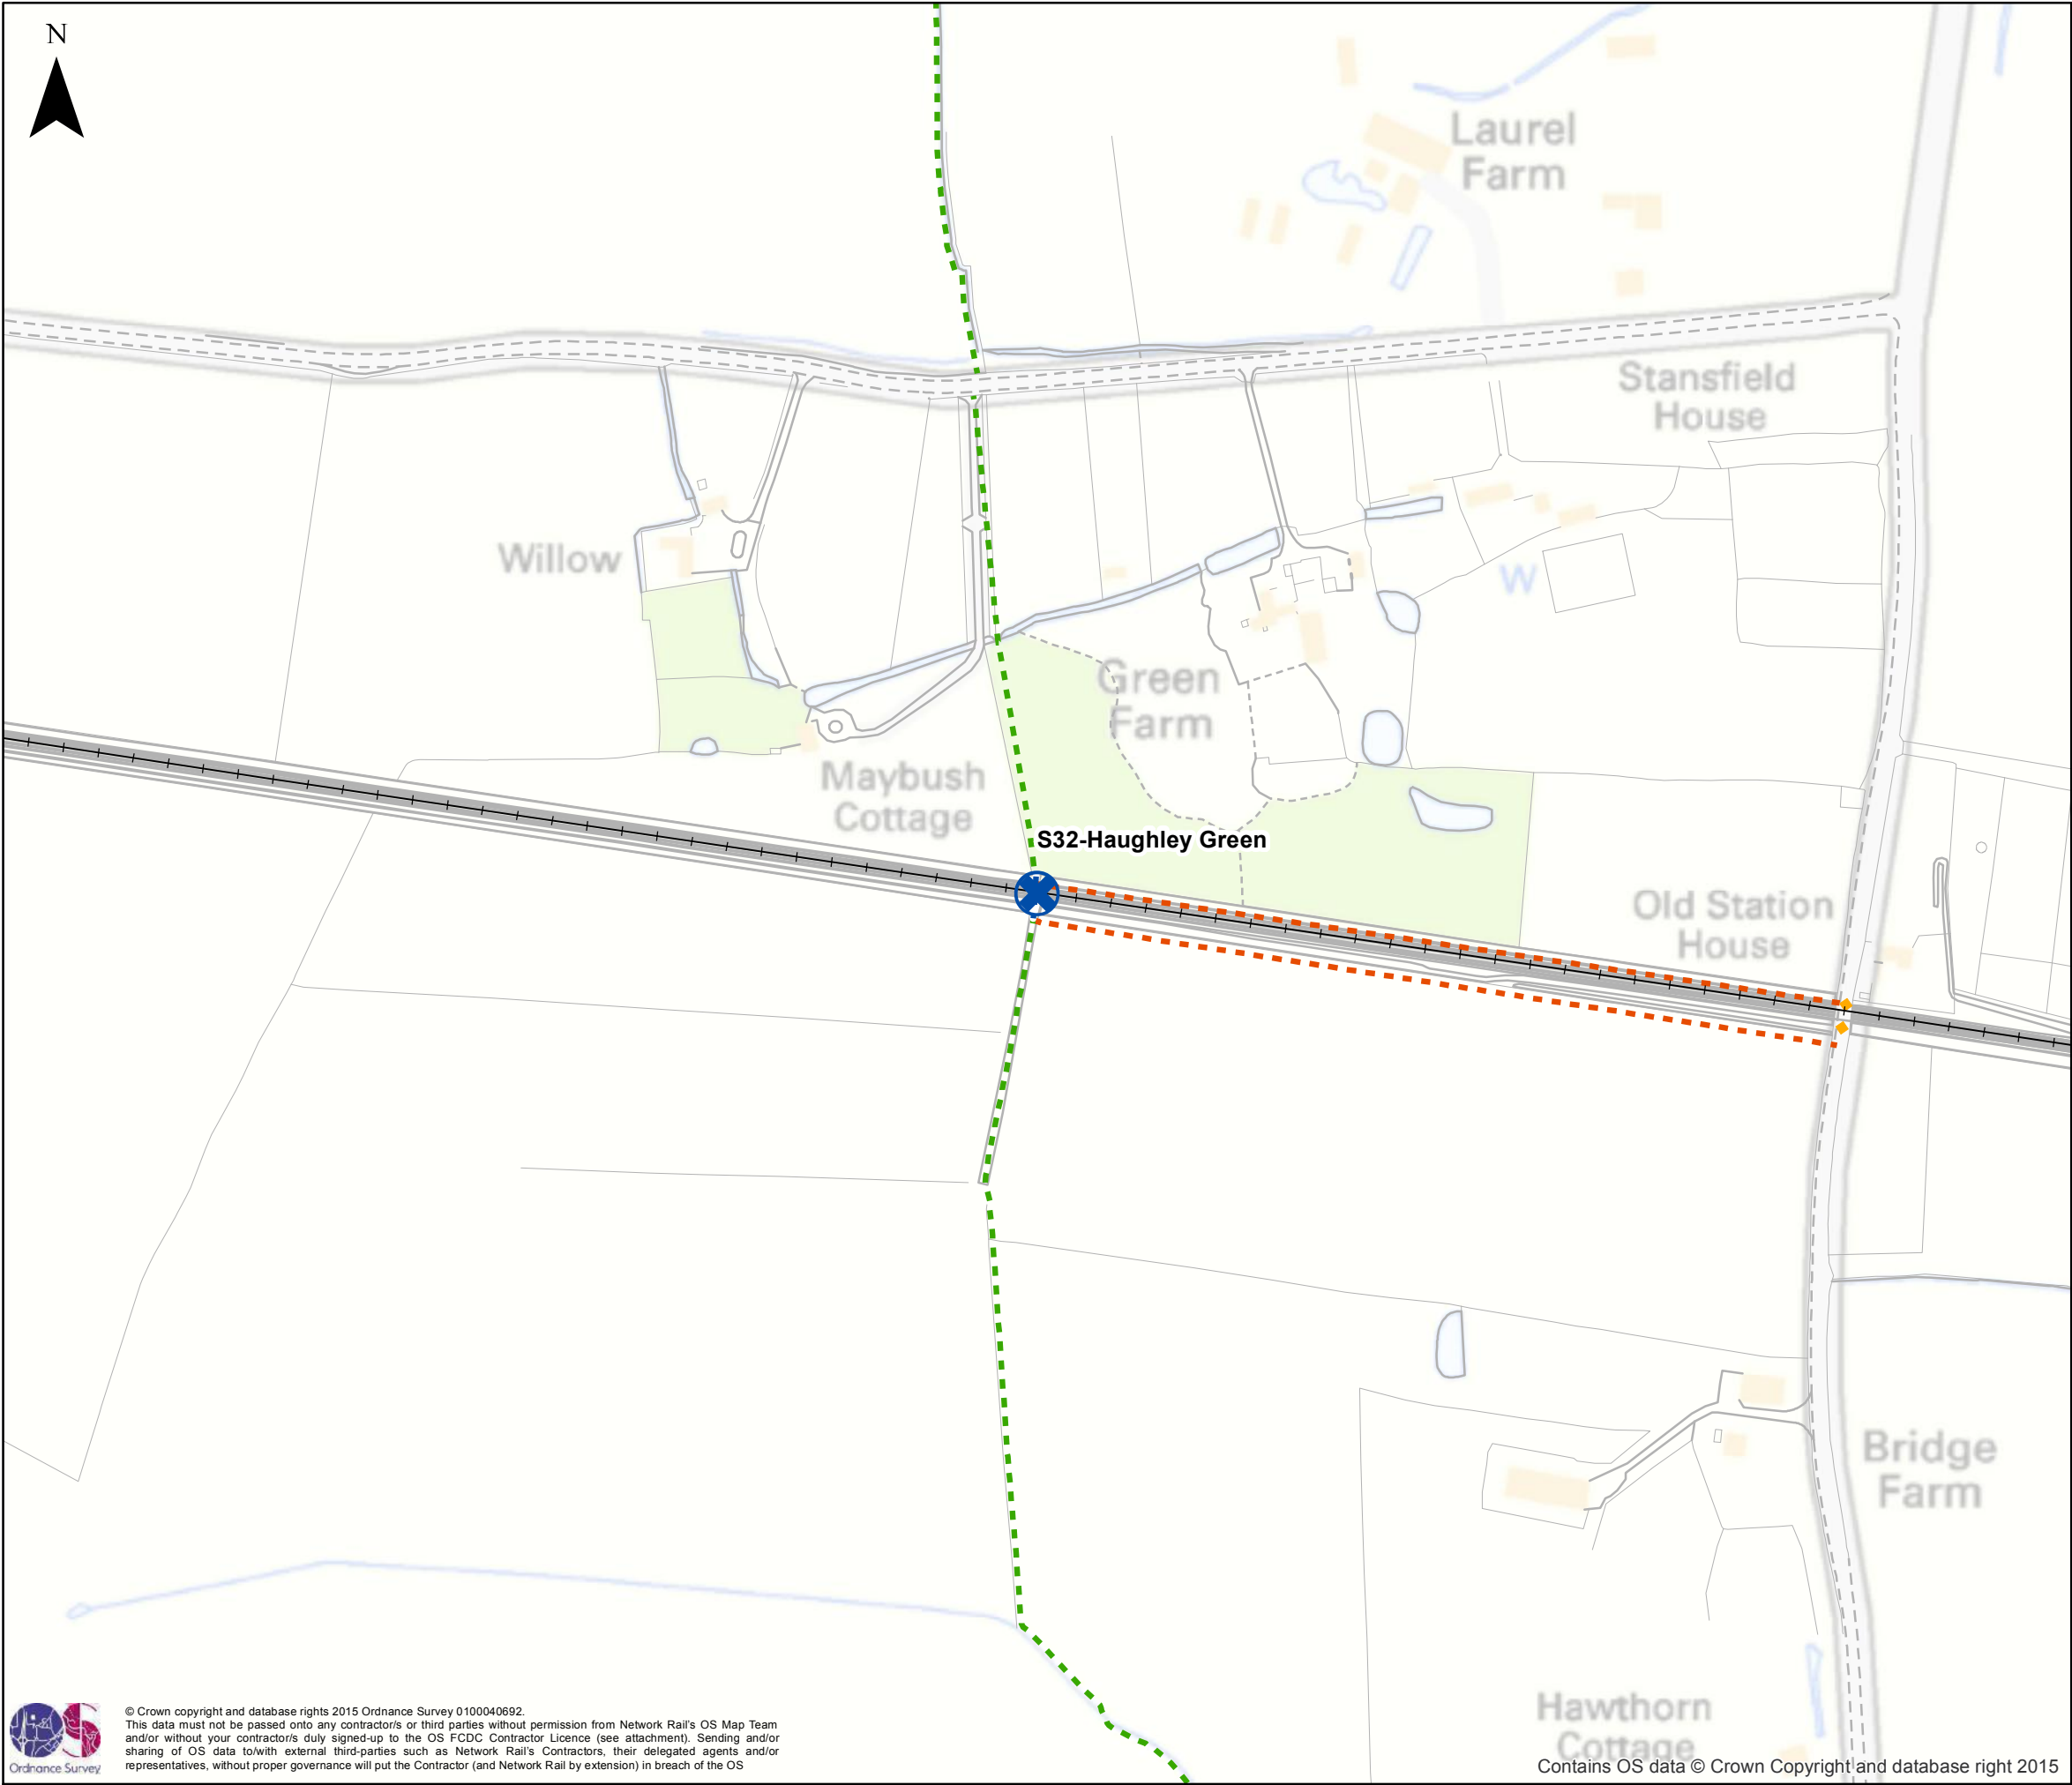 N
Laurel
Farm
Stansfield
House
Willow
W
Green
Farm
Maybush
Cottage
S32-Haughley Green
Old Station
House
Bridge
Farm
Hawthorn
Cottage
Ordnance Survey
© Crown copyright and database rights 2015 Ordnance Survey 0100040692.
This data must not be passed onto any contractor/s or third parties without permission from Network Rail's OS Map Team
and/or without your contractor/s duly signed-up to the OS FCDC Contractor Licence (see attachment). Sending and/or
sharing of OS data to/with external third-parties such as Network Rail's Contractors, their delegated agents and/or
representatives, without proper governance will put the Contractor (and Network Rail by extension) in breach of the OS
Contains OS data © Crown Copyright and database right 2015